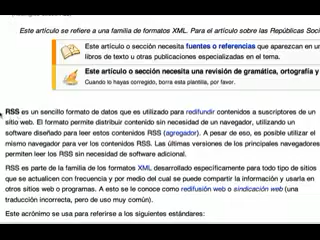 Este artículo se refiere a una familia de formatos XML. Para el artículo sobre las Repúblicas Soci
Este artículo o sección necesita fuentes o referencias que aparezcan en un
libros de texto u otras publicaciones especializadas en el tema.
Este artículo o sección necesita una revisión de gramática, ortografía y
Cuando lo hayas corregido, borra esta plantilla, por favor.
RSS es un sencillo formato de datos que es utilizado para redifundir contenidos a suscriptores de un
sitio web. El formato permite distribuir contenido sin necesidad de un navegador, utilizando un
software diseñado para leer estos contenidos RSS (agregador). A pesar de eso, es posible utilizar el
mismo navegador para ver los contenidos RSS. Las últimas versiones de los principales navegadores
permiten leer los RSS sin necesidad de software adicional.
RSS es parte de la familia de los formatos XML desarrollado específicamente para todo tipo de sitios
que se actualicen con frecuencia y por medio del cual se puede compartir la información y usarla en
otros sitios web o programas. A esto se le conoce como redifusión web o sindicación web (una
traducción incorrecta, pero de uso muy común).
Este acrónimo se usa para referirse a los siguientes estándares: